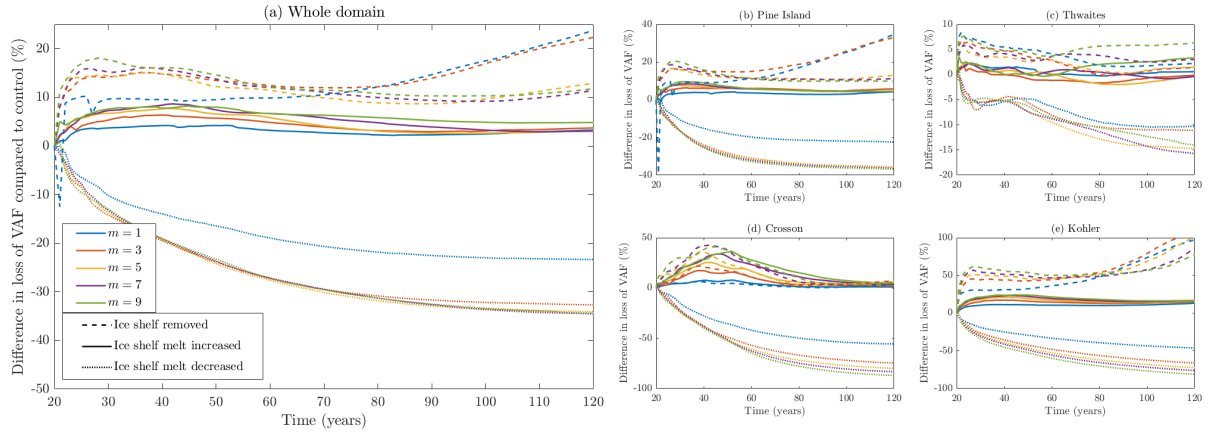 (a) Whole domain
Difference in loss of VAF compared to control (%)
20
10
0
-10
-20
-30
-40
-50
m = 1
m = 3
m = 5
m = 7
m = 9
Ice shelf removed
Ice shelf melt increased
Ice shelf melt decreased
20 30 40 50 60 70 80 90 100 110 120
Time (years)
(b) Pine Island
Difference in loss of VAF (%)
40
20
0
-20
-40
20 40 60 80 100 120
Time (years)
(c) Thwaites
Difference in loss of VAF (%)
10
5
0
-5
-10
-15
-20
20 40 60 80 100 120
Time (years)
(d) Crosson
Difference in loss of VAF (%)
50
0
-50
-100
20 40 60 80 100 120
Time (years)
(e) Kohler
Difference in loss of VAF (%)
100
50
0
-50
-100
20 40 60 80 100 120
Time (years)